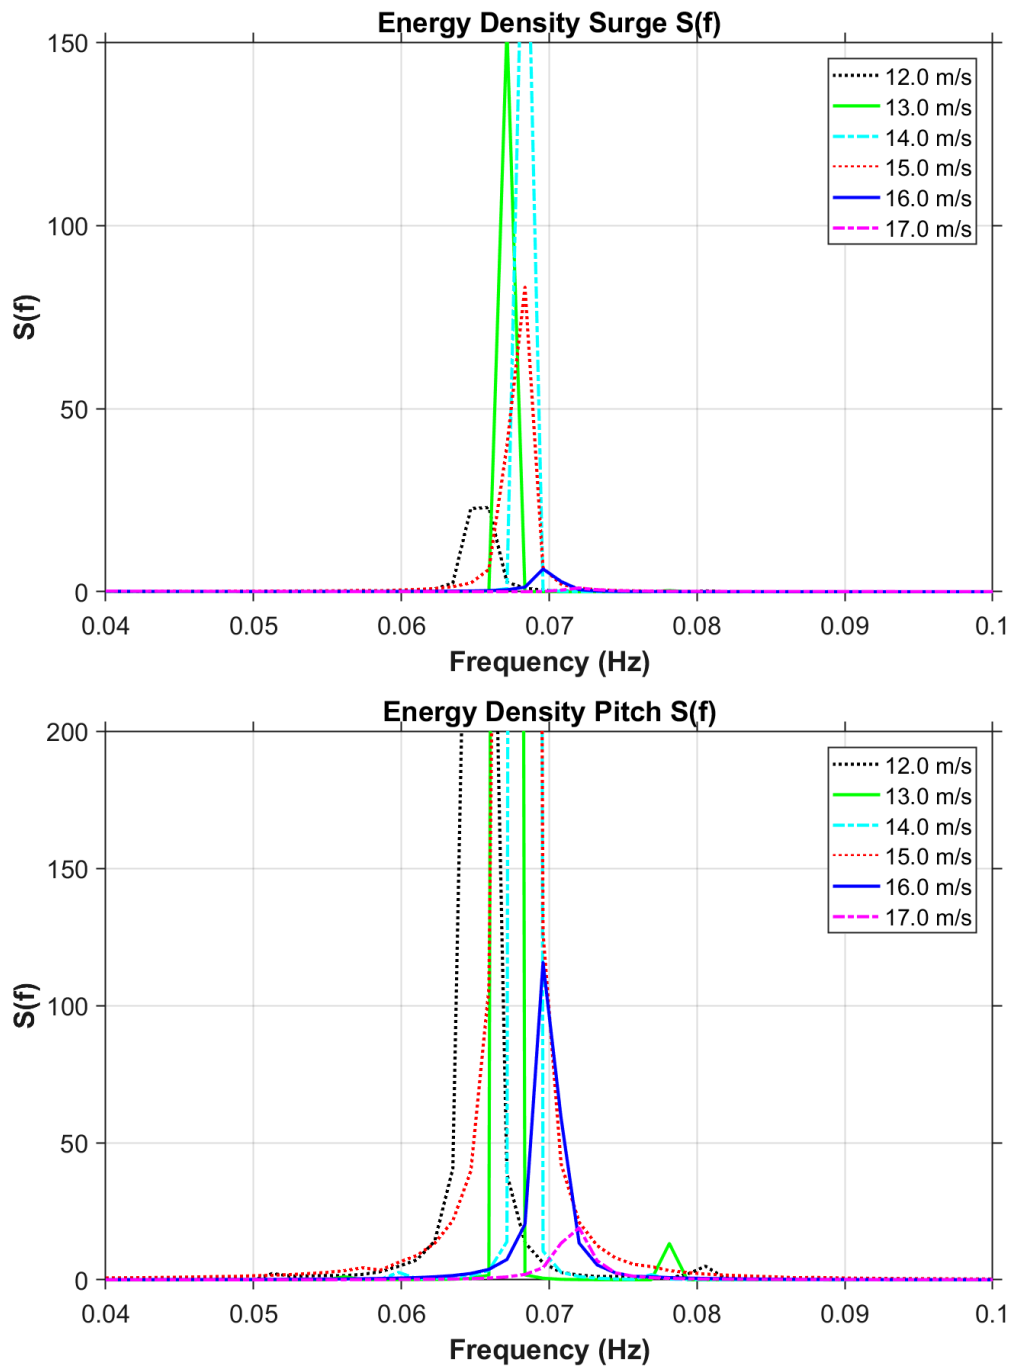 Energy Density Surge S(f)
150
100
50
0
S(f)
0.04 0.05 0.06 0.07 0.08 0.09 0.1
Frequency (Hz)
12.0 m/s
13.0 m/s
14.0 m/s
15.0 m/s
16.0 m/s
17.0 m/s
Energy Density Pitch S(f)
200
150
100
50
0
S(f)
0.04 0.05 0.06 0.07 0.08 0.09 0.1
Frequency (Hz)
12.0 m/s
13.0 m/s
14.0 m/s
15.0 m/s
16.0 m/s
17.0 m/s